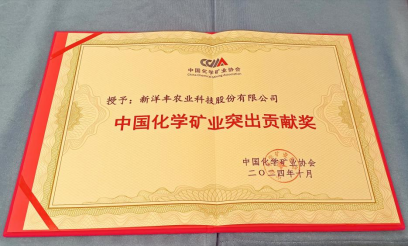 CCMIA
中国化学矿业协会
授予：新洋丰农业科技股份有限公司
中国化学矿业突出贡献奖
中国化学矿业协会
二〇二四年十月